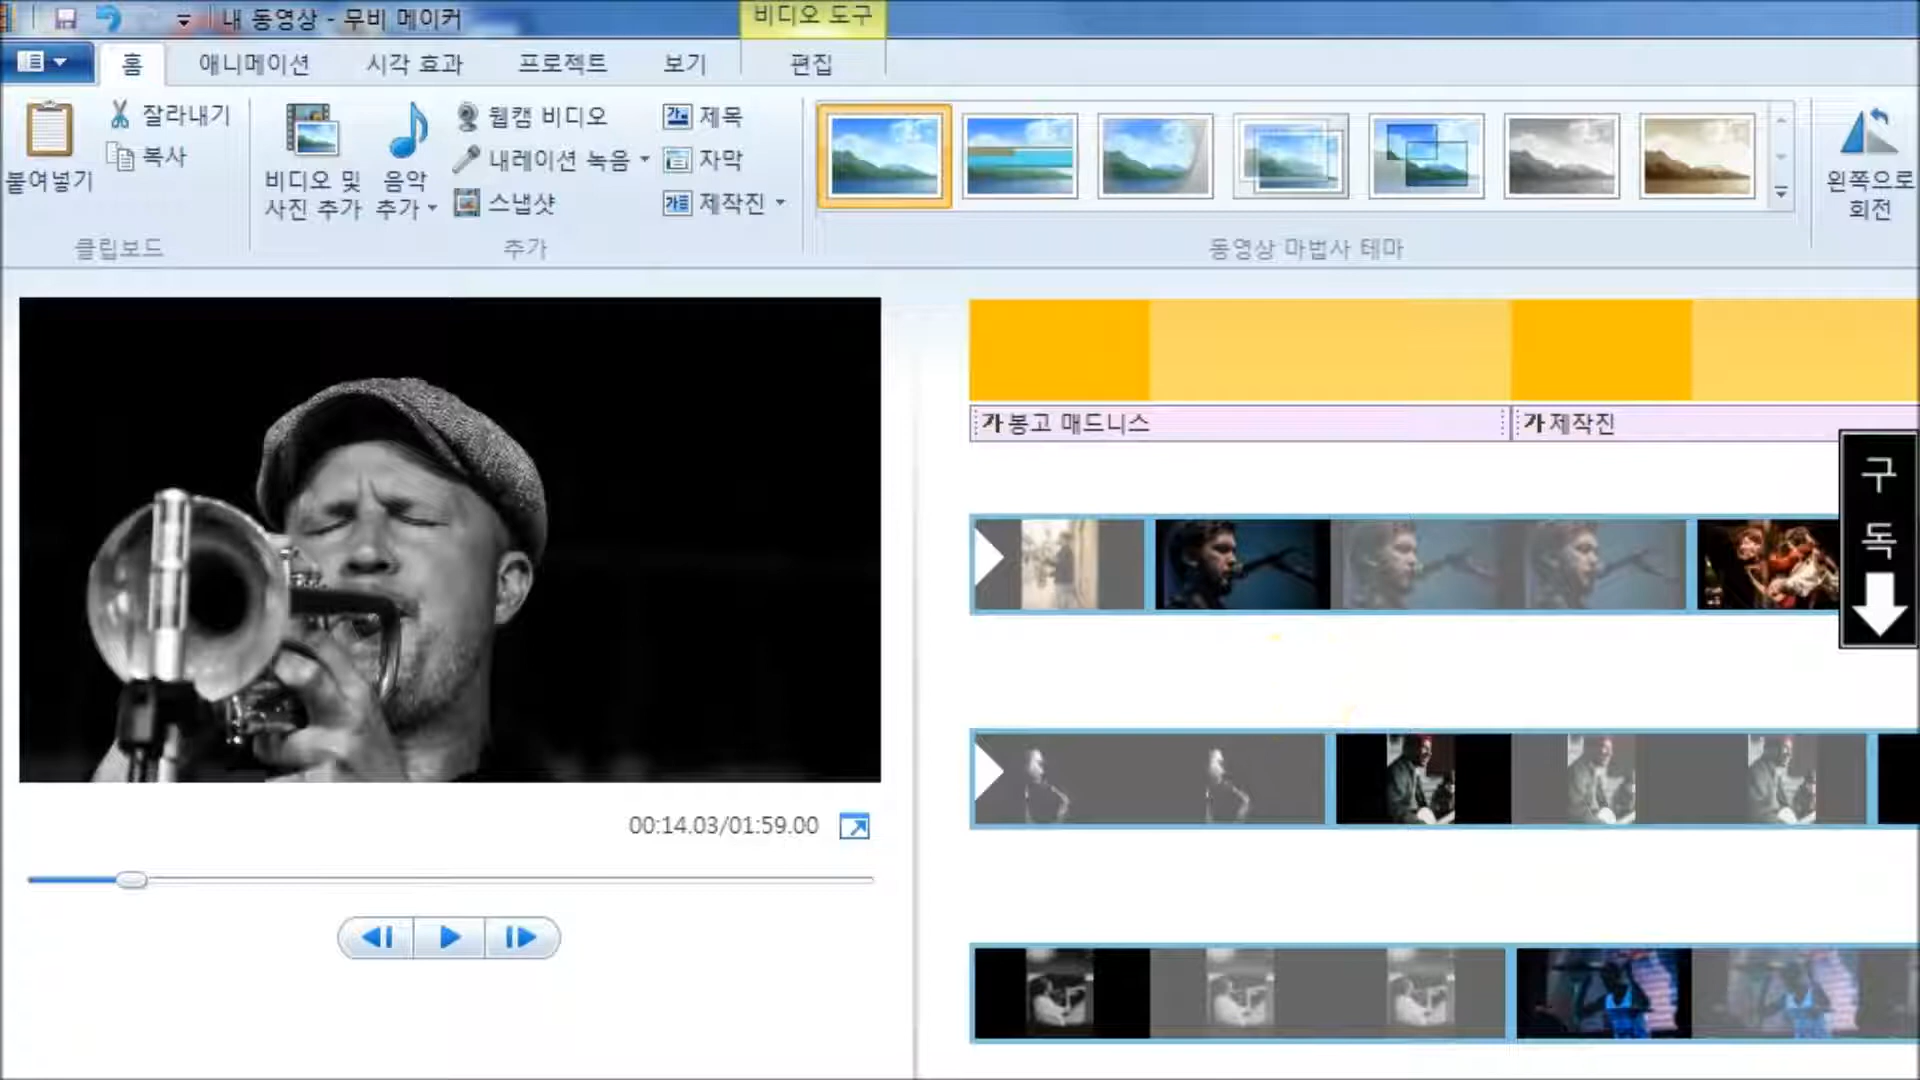 내 동영상 - 무비 메이커
비디오 도구
홈
애니메이션
시각 효과
프로젝트
보기
편집
붙여넣기
잘라내기
복사
클립보드
비디오 및
사진 추가
음악
추가
웹캠 비디오
내레이션 녹음
스냅샷
제목
자막
제작진
추가
동영상 마법사 테마
왼쪽으로
회전
가 봉고 매드니스
가 제작진
구
독
00:14.03/01:59.00